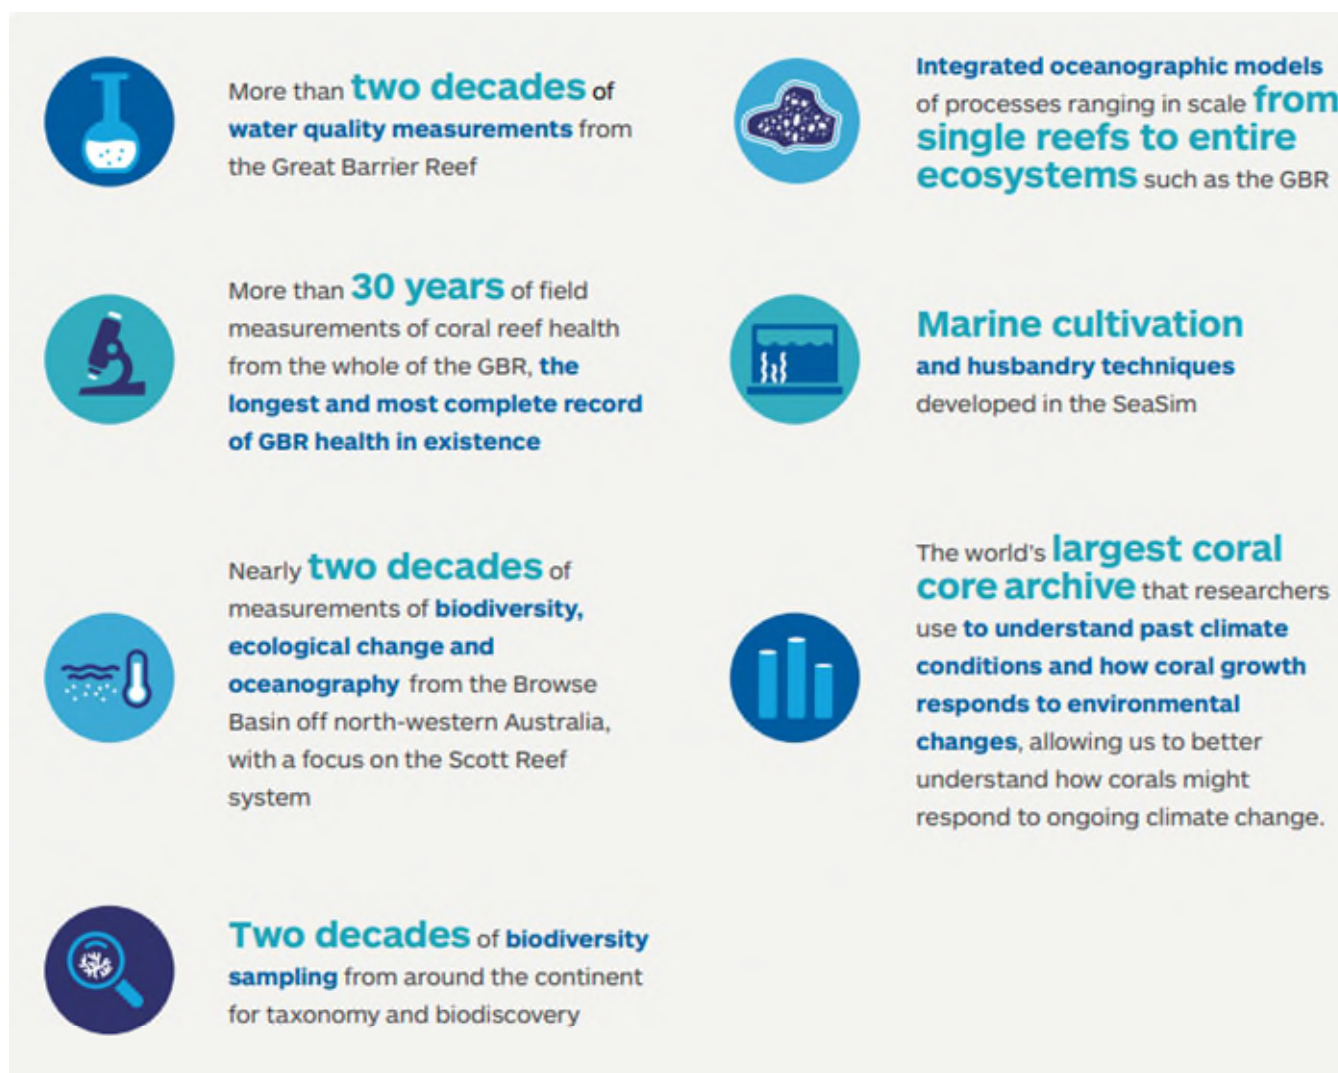 More than two decades of
water quality measurements from
the Great Barrier Reef
More than 30 years of field
measurements of coral reef health
from the whole of the GBR, the
longest and most complete record
of GBR health in existence
Nearly two decades of
measurements of biodiversity,
ecological change and
oceanography from the Browse
Basin off north-western Australia,
with a focus on the Scott Reef
system
Two decades of biodiversity
sampling from around the continent
for taxonomy and biodiscovery
Integrated oceanographic models
of processes ranging in scale from
single reefs to entire
ecosystems such as the GBR
Marine cultivation
and husbandry techniques
developed in the SeaSim
The world's largest coral
core archive that researchers
use to understand past climate
conditions and how coral growth
responds to environmental
changes, allowing us to better
understand how corals might
respond to ongoing climate change.